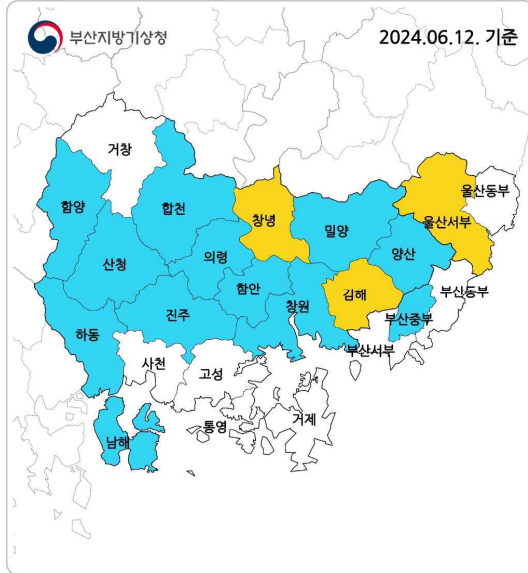 부산지방기상청
2024.06.12. 기준
거창
함양
합천
창녕
밀양
울산동부
울산서부
산청
의령
양산
함안
창원
김해
부산동부
하동
진주
부산중부
사천
고성
부산서부
남해
통영
거제